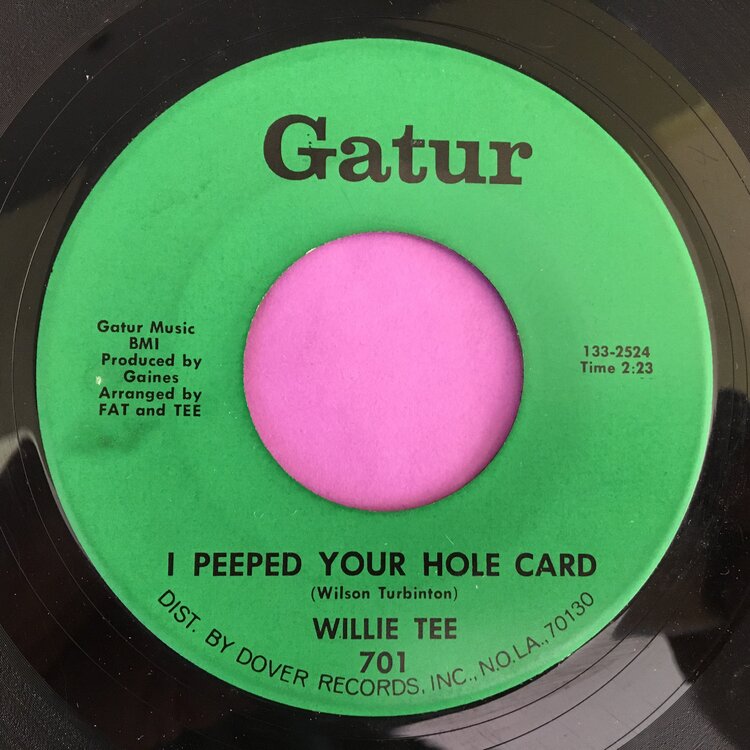 Gatur
Gatur Music
BMI
Produced by
Gaines
Arranged by
FAT and TEE
133-2524
Time 2:23
I PEEPED YOUR HOLE CARD
(Wilson Turbinton)
WILLIE TEE
701
DIST. BY DOVER RECORDS, INC., N.O.LA., 70130